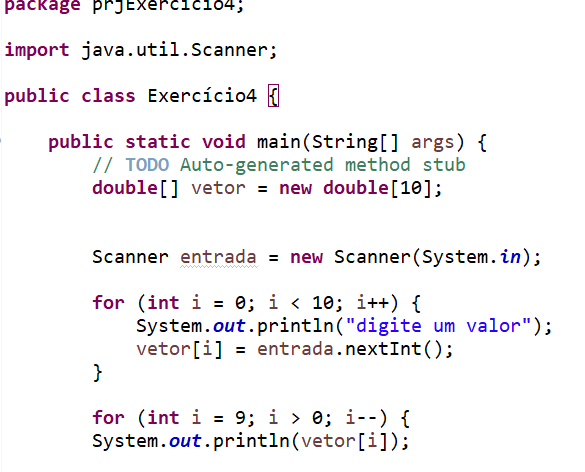 package prjExercicio4;
import java.util.Scanner;
public class Exercício4 {
public static void main(String[] args) {
// TODO Auto-generated method stub
double[] vetor = new double[10];
Scanner entrada = new Scanner(System.in);
for (int i = 0; i < 10; i++) {
System.out.println("digite um valor");
vetor[i] = entrada.nextInt();
}
for (int i = 9; i > 0; i--) {
System.out.println(vetor[i]);